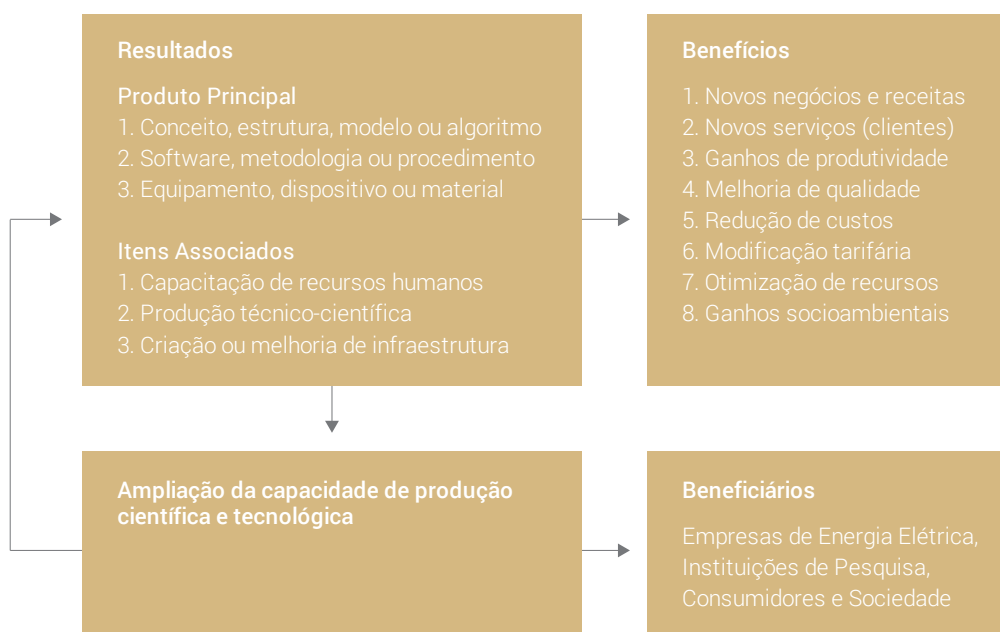 Resultados
Produto Principal
1. Conceito, estrutura, modelo ou algoritmo
2. Software, metodologia ou procedimento
3. Equipamento, dispositivo ou material
Itens Associados
1. Capacitação de recursos humanos
2. Produção técnico-científica
3. Criação ou melhoria de infraestrutura
Benefícios
1. Novos negócios e receitas
2. Novos serviços (clientes)
3. Ganhos de produtividade
4. Melhoria de qualidade
5. Redução de custos
6. Modificação tarifária
7. Otimização de recursos
8. Ganhos socioambientais
Ampliação da capacidade de produção
científica e tecnológica
Beneficiários
Empresas de Energia Elétrica,
Instituições de Pesquisa,
Consumidores e Sociedade